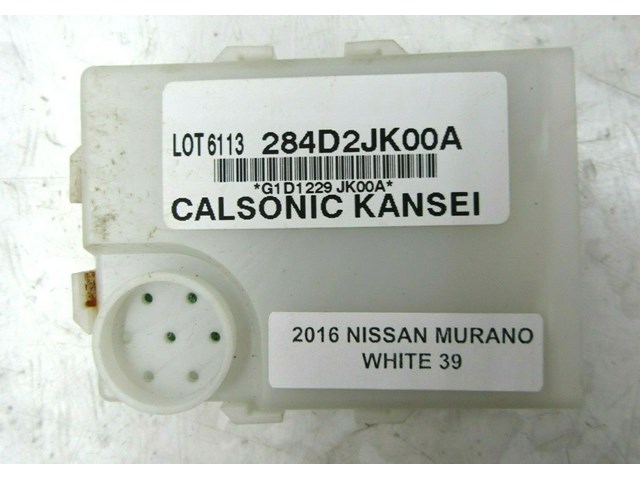 LOT 6113 284D2JK00A
*G1D1229 JK00A*
CALSONIC KANSEI
2016 NISSAN MURANO
WHITE 39